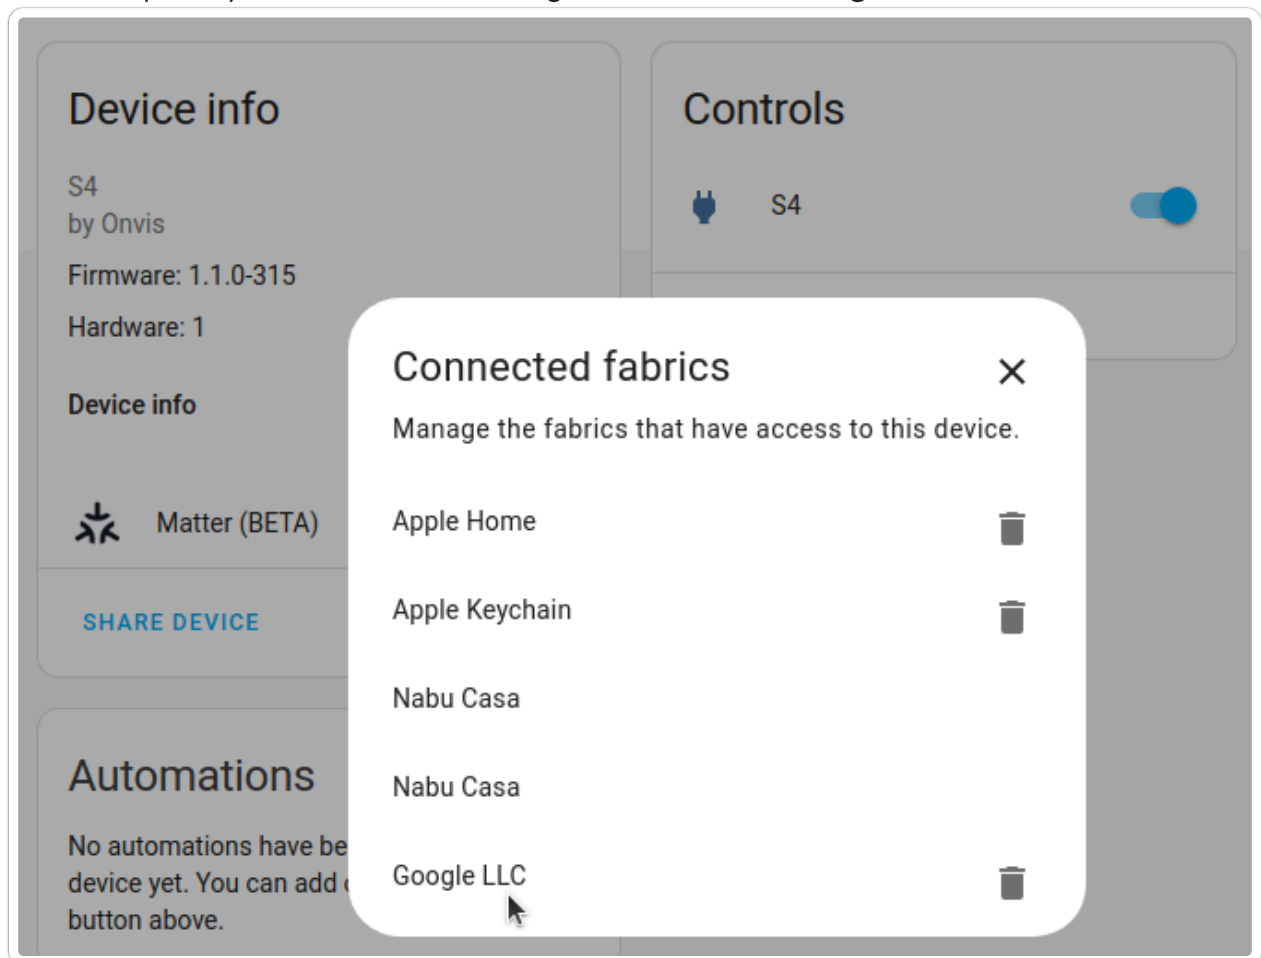 Device info
S4
by Onvis
Firmware: 1.1.0-315
Hardware: 1
Device info
Matter (BETA)
SHARE DEVICE
Automations
No automations have be
device yet. You can add
button above.
Controls
S4
Connected fabrics
Manage the fabrics that have access to this device.
Apple Home
Apple Keychain
Nabu Casa
Nabu Casa
Google LLC